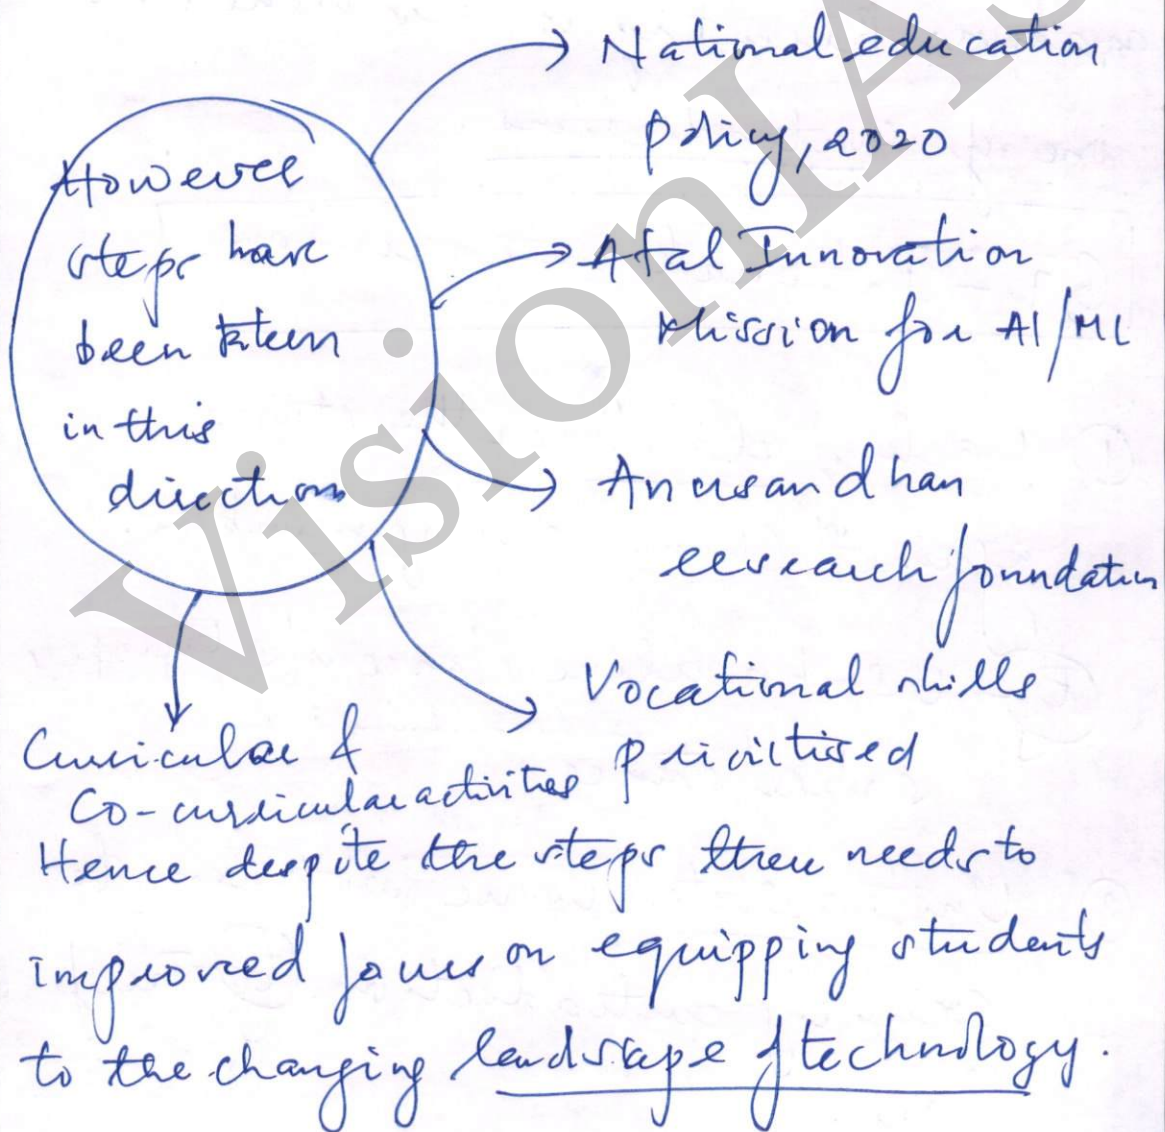 However
steps have
been taken
in this
direction
National education
policy, 2020
Atal Innovation
Mission for AI/ML
Anusandhan
research foundation
Vocational skills
prioritised
Curricular &
Co-curricular activities
Hence despite the steps there needs to
improved focus on equipping students
to the changing landscape of technology.
VisionIAS